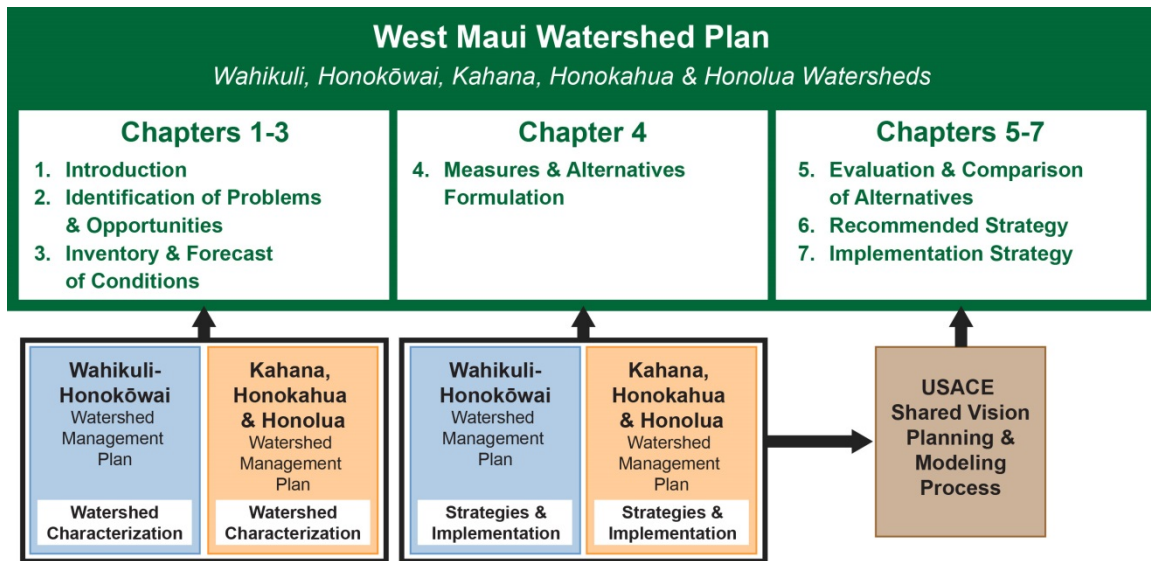 West Maui Watershed Plan
Wahikuli, Honokōwai, Kahana, Honokahua & Honolua Watersheds
Chapters 1-3
1. Introduction
2. Identification of Problems
& Opportunities
3. Inventory & Forecast
of Conditions
Chapter 4
4. Measures & Alternatives
Formulation
Chapters 5-7
5. Evaluation & Comparison
of Alternatives
6. Recommended Strategy
7. Implementation Strategy
Wahikuli-
Honokōwai
Watershed
Management
Plan
Watershed
Characterization
Kahana,
Honokahua
& Honolua
Watershed
Management
Plan
Watershed
Characterization
Wahikuli-
Honokōwai
Watershed
Management
Plan
Strategies &
Implementation
Kahana,
Honokahua
& Honolua
Watershed
Management
Plan
Strategies &
Implementation
USACE
Shared Vision
Planning &
Modeling
Process